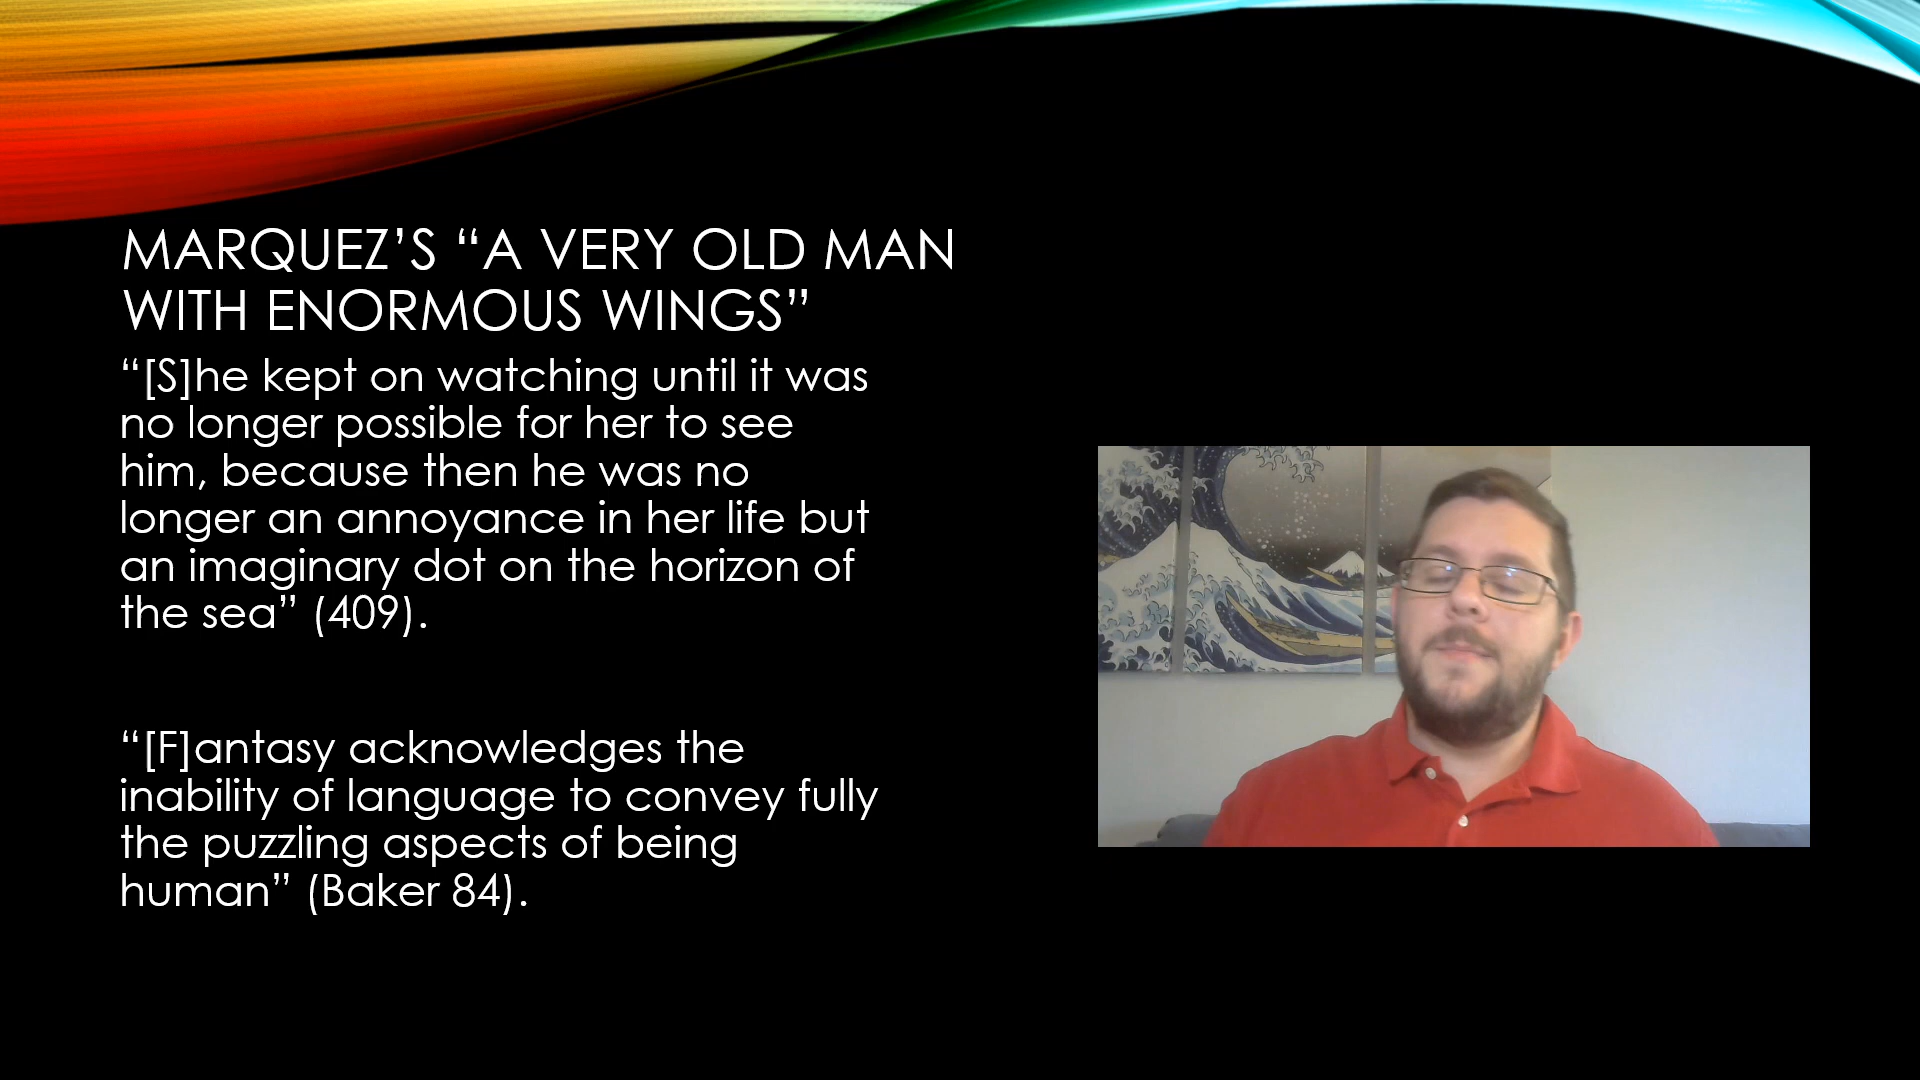 MARQUEZ’S “A VERY OLD MAN
WITH ENORMOUS WINGS”
“[S]he kept on watching until it was
no longer possible for her to see
him, because then he was no
longer an annoyance in her life but
an imaginary dot on the horizon of
the sea” (409).
“[F]antasy acknowledges the
inability of language to convey fully
the puzzling aspects of being
human” (Baker 84).